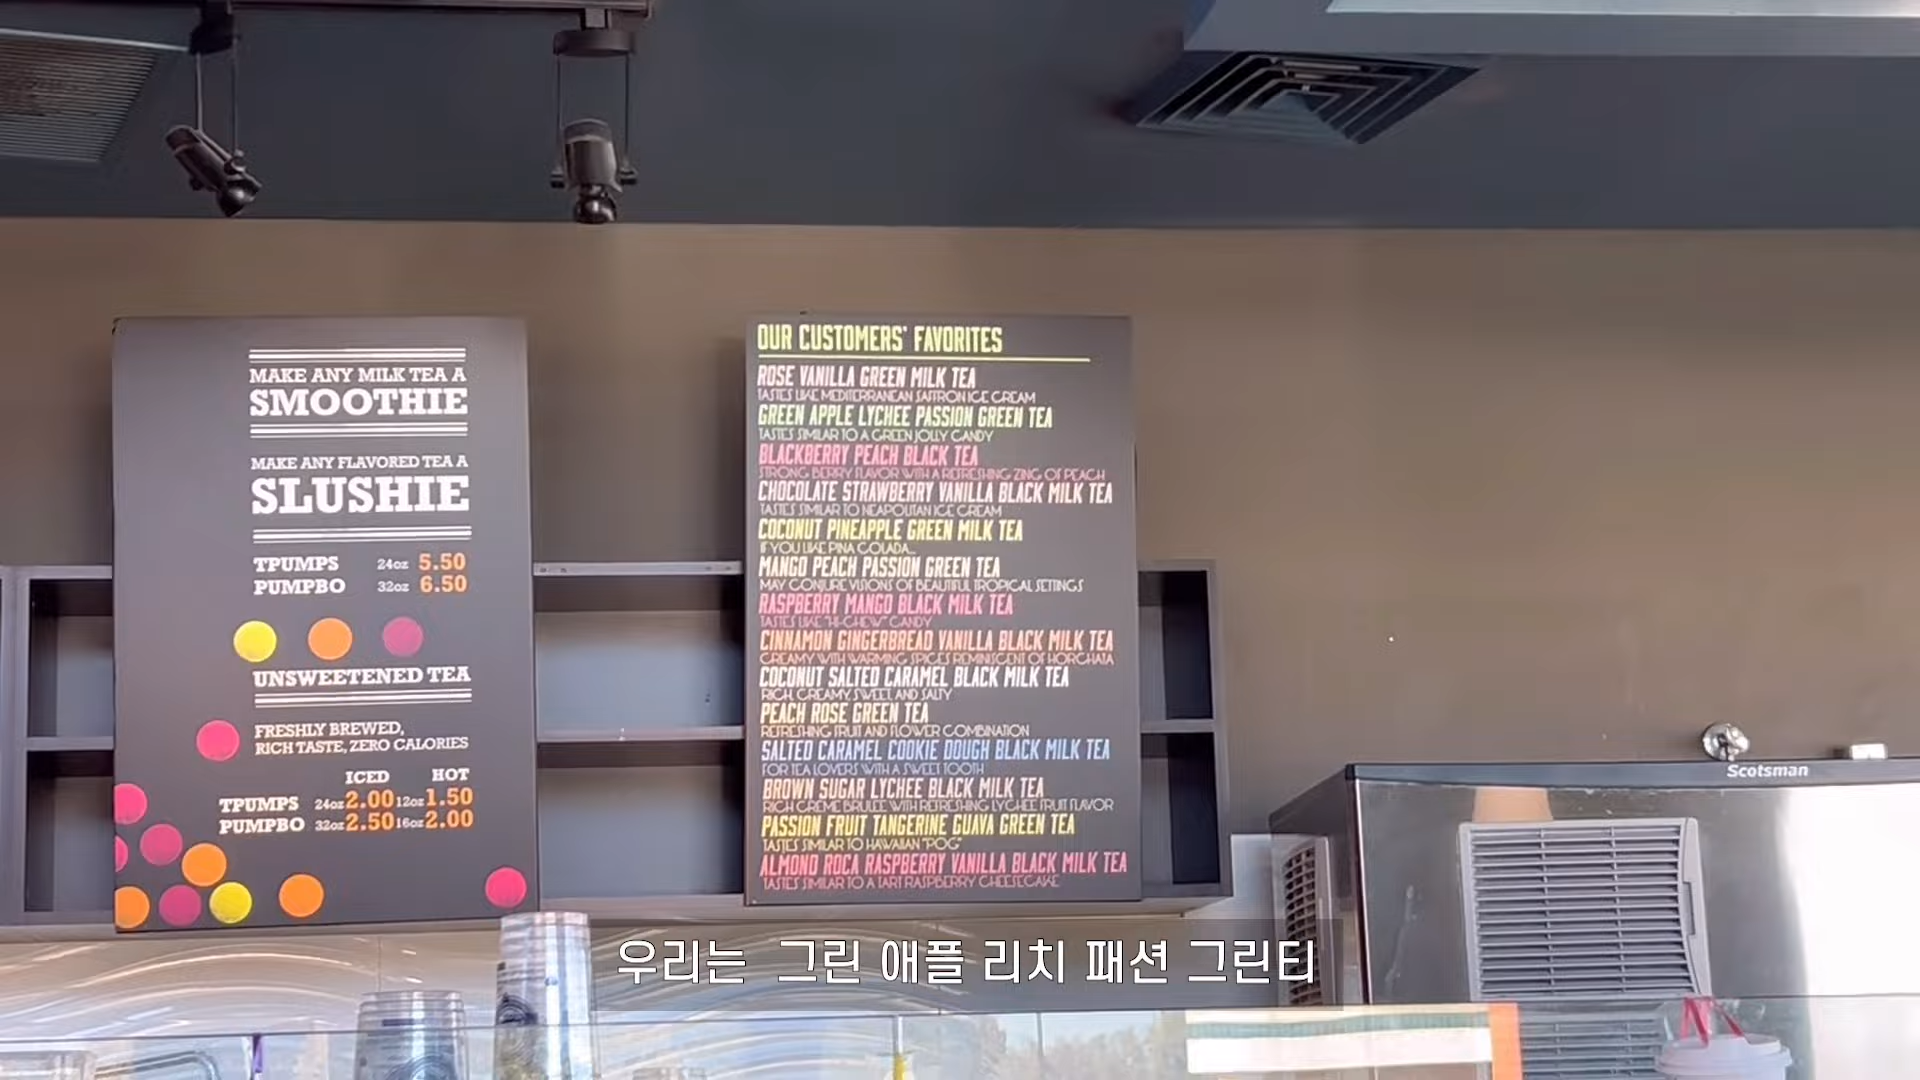 MAKE ANY MILK TEA A
SMOOTHIE
MAKE ANY FLAVORED TEA A
SLUSHIE
TPUMPS 24oz 5.50
PUMPBO 32oz 6.50
UNSWEETENED TEA
FRESHLY BREWED,
RICH TASTE, ZERO CALORIES
ICED HOT
TPUMPS 24oz 2.00 12oz 1.50
PUMPBO 32oz 2.50 16oz 2.00
OUR CUSTOMERS' FAVORITES
ROSE VANILLA GREEN MILK TEA
TASTES LIKE MEDITERRANEAN SAFFRON ICE CREAM
GREEN APPLE LYCHEE PASSION GREEN TEA
TASTES SIMILAR TO A GREEN JOLLY CANDY
BLACKBERRY PEACH BLACK TEA
STRONG BERRY FLAVOR WITH A REFRESHING ZING OF PEACH
CHOCOLATE STRAWBERRY VANILLA BLACK MILK TEA
TASTES SIMILAR TO NEAPOLITAN ICE CREAM
COCONUT PINEAPPLE GREEN MILK TEA
IF YOU LIKE PINA COLADA...
MANGO PEACH PASSION GREEN TEA
MAY CONJURE VISIONS OF BEAUTIFUL TROPICAL SETTINGS
RASPBERRY MANGO BLACK MILK TEA
TASTES LIKE "HI-CHEW" CANDY
CINNAMON GINGERBREAD VANILLA BLACK MILK TEA
CREAMY WITH WARMING SPICES REMINISCENT OF HORCHATA
COCONUT SALTED CARAMEL BLACK MILK TEA
RICH, CREAMY, SWEET, AND SALTY
PEACH ROSE GREEN TEA
REFRESHING FRUIT AND FLOWER COMBINATION
SALTED CARAMEL COOKIE DOUGH BLACK MILK TEA
FOR TEA LOVERS WITH A SWEET TOOTH
BROWN SUGAR LYCHEE BLACK MILK TEA
RICH CREME BRULEE WITH REFRESHING LYCHEE FRUIT FLAVOR
PASSION FRUIT TANGERINE GUAVA GREEN TEA
TASTES SIMILAR TO HAWAIIAN "POG"
ALMOND ROCA RASPBERRY VANILLA BLACK MILK TEA
TASTES SIMILAR TO A TART RASPBERRY CHEESECAKE
Scotsman
우리는 그린 애플 리치 패션 그린티